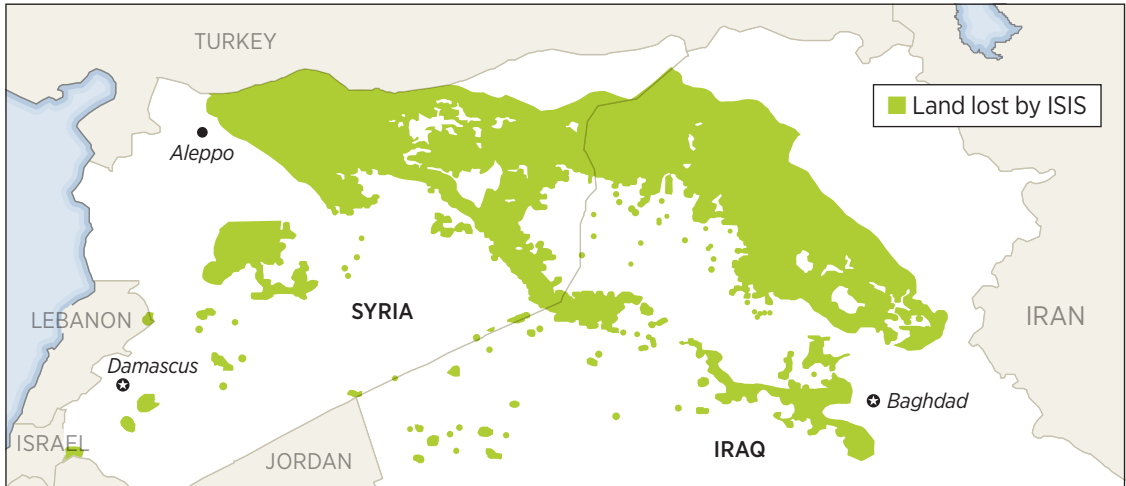 TURKEY
Land lost by ISIS
Aleppo
SYRIA
LEBANON
IRAN
Damascus
Baghdad
ISRAEL
IRAQ
JORDAN